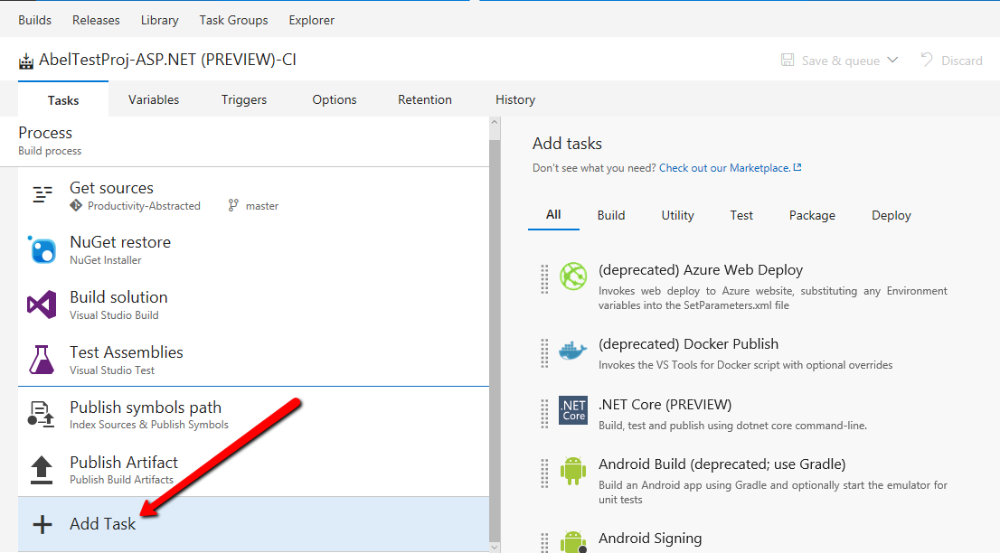 Builds Releases Library Task Groups Explorer
AbelTestProj-ASP.NET (PREVIEW)-CI
Save & queue Discard
Tasks Variables Triggers Options Retention History
Process
Build process
Get sources
Productivity-Abstracted master
NuGet restore
NuGet Installer
Build solution
Visual Studio Build
Test Assemblies
Visual Studio Test
Publish symbols path
Index Sources & Publish Symbols
Publish Artifact
Publish Build Artifacts
Add Task
Add tasks
Don't see what you need? Check out our Marketplace.
All Build Utility Test Package Deploy
(deprecated) Azure Web Deploy
Invokes web deploy to Azure website, substituting any Environment
variables into the SetParameters.xml file
(deprecated) Docker Publish
Invokes the VS Tools for Docker script with optional overrides
.NET
Core
.NET Core (PREVIEW)
Build, test and publish using dotnet core command-line.
Android Build (deprecated; use Gradle)
Build an Android app using Gradle and optionally start the emulator for
unit tests
Android Signing